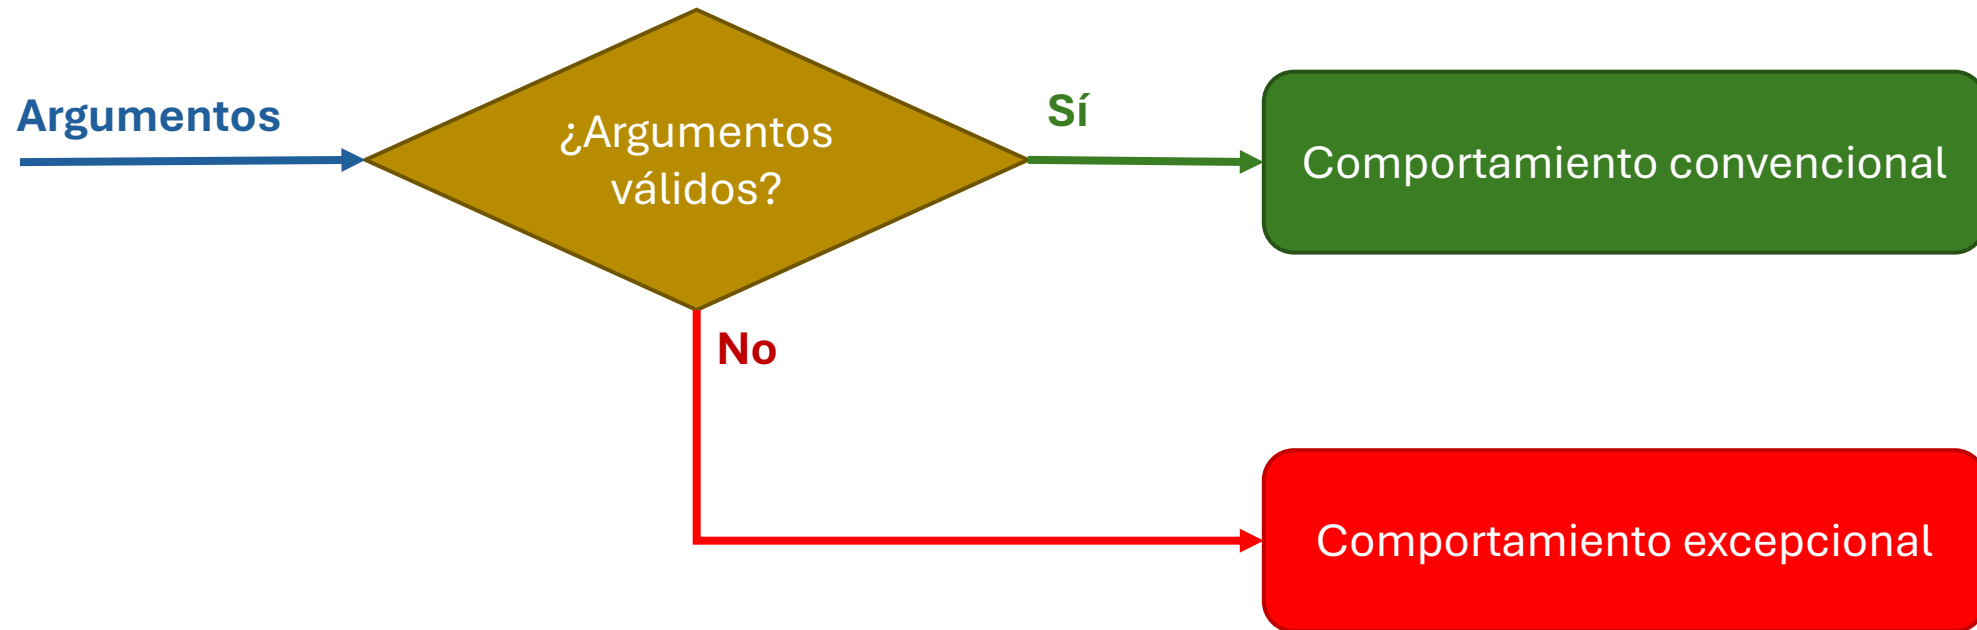 Argumentos
¿Argumentos
válidos?
Sí
Comportamiento convencional
No
Comportamiento excepcional